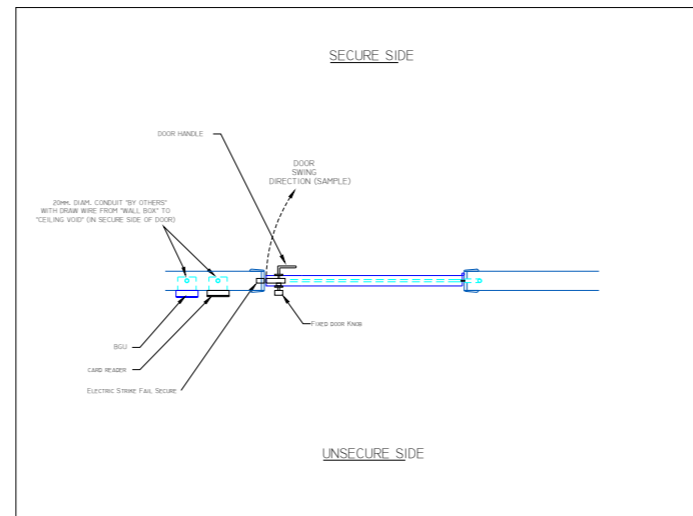 SECURE SIDE
DOOR HANDLE
DOOR
SWING
DIRECTION (SAMPLE)
20MM. DIAM. CONDUIT "BY OTHERS"
WITH DRAW WIRE FROM "WALL BOX" TO
"CEILING VOID" (IN SECURE SIDE OF DOOR)
FIXED DOOR KNOB
BGU
CARD READER
ELECTRIC STRIKE FAIL SECURE
UNSECURE SIDE